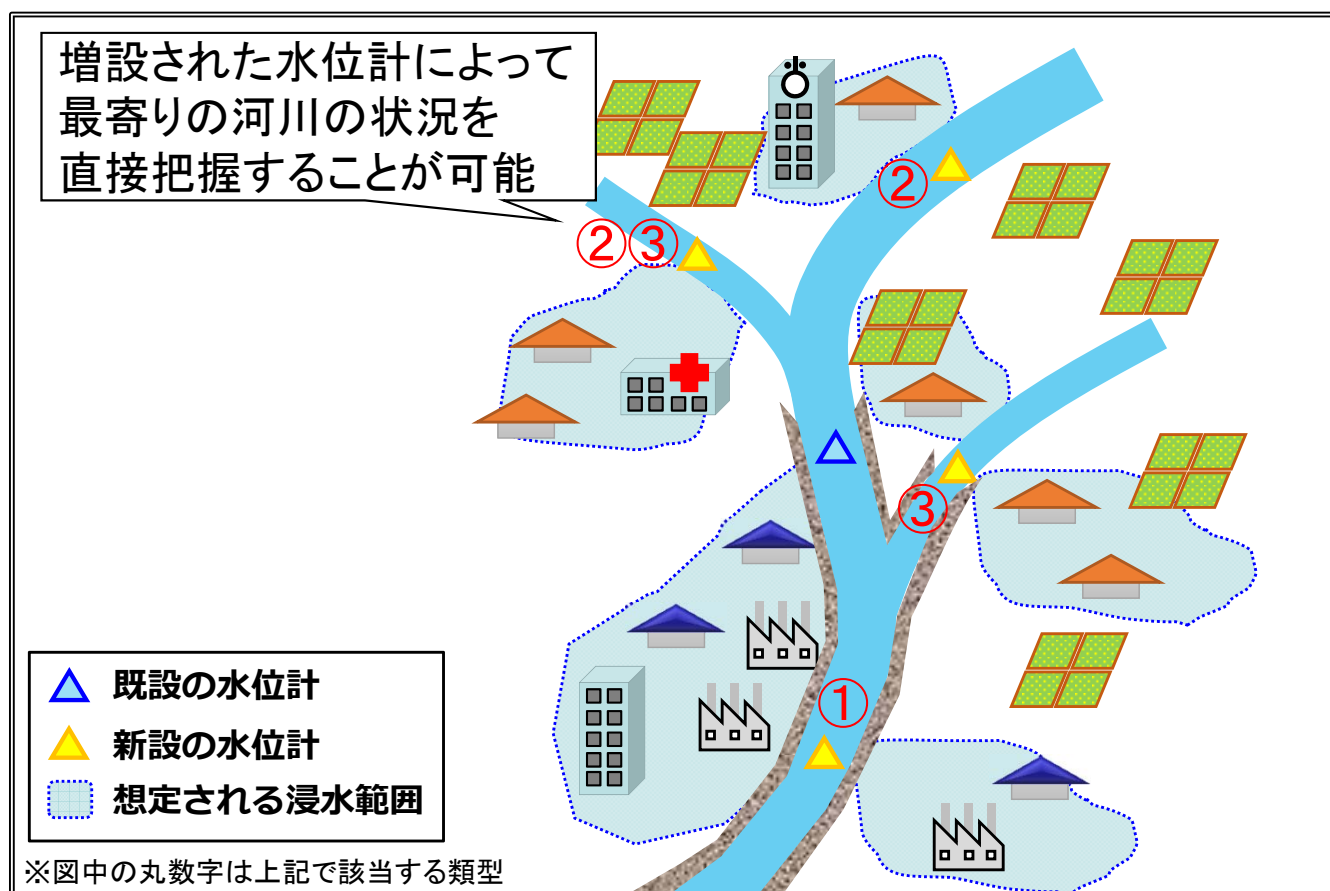 増設された水位計によって
最寄りの河川の状況を
直接把握することが可能
②
②③
③
①
既設の水位計
新設の水位計
想定される浸水範囲
※図中の丸数字は上記で該当する類型